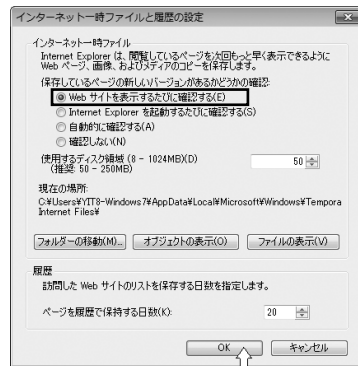 インターネット一時ファイルと履歴の設定
インターネット一時ファイル
Internet Explorer は、閲覧しているページを次回もっと早く表示できるように
Web ページ、画像、およびメディアのコピーを保存します。
保存しているページの新しいバージョンがあるかどうかの確認:
Web サイトを表示するたびに確認する(E)
Internet Explorer を起動するたびに確認する(S)
自動的に確認する(A)
確認しない(N)
使用するディスク領域 (8 - 1024MB)(D)
50
(推奨: 50 - 250MB)
現在の場所:
C:¥Users¥YIT8-Windows7¥AppData¥Local¥Microsoft¥Windows¥Tempora
Internet Files¥
フォルダーの移動(M)... オブジェクトの表示(O) ファイルの表示(V)
履歴
訪問した Web サイトのリストを保存する日数を指定します。
ページを履歴で保持する日数(K): 20
OK キャンセル